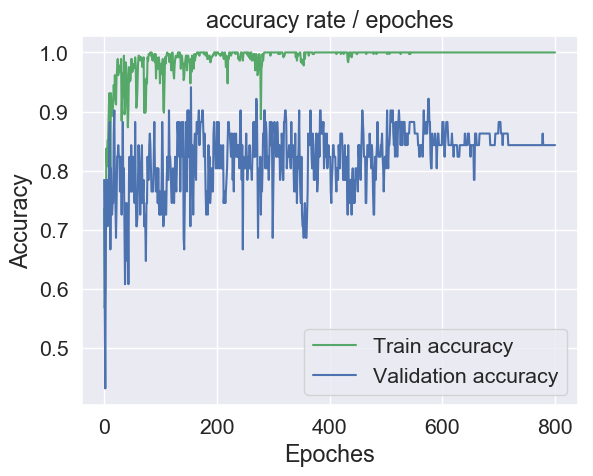 accuracy rate / epoches
1.0
0.9
0.8
0.7
0.6
0.5
Accuracy
Train accuracy
Validation accuracy
0
200
400
600
800
Epoches